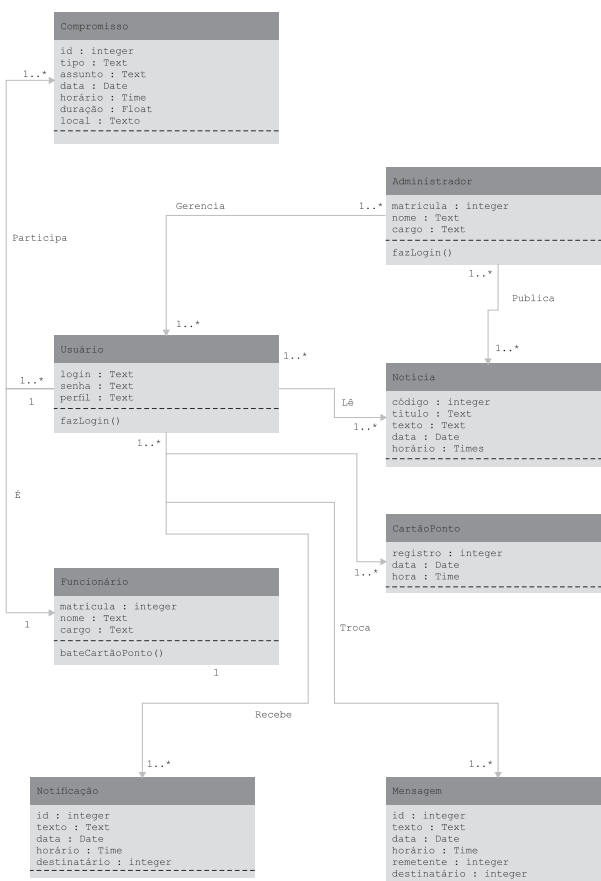 Compromisso
id : integer
tipo : Text
assunto : Text
data : Date
horário : Time
duração : Float
local : Texto
1..*
Participa
Gerencia
1..*
Administrador
matricula : integer
nome : Text
cargo : Text
fazLogin()
1..*
Publica
1..*
1..*
Usuário
login : Text
senha : Text
perfil : Text
fazLogin()
1..*
1
1..*
Lê
1..*
1..*
Noticia
código : integer
titulo : Text
texto : Text
data : Date
horário : Times
É
CartãoPonto
registro : integer
data : Date
hora : Time
1..*
Funcionário
matricula : integer
nome : Text
cargo : Text
bateCartãoPonto()
1
1
Troca
Recebe
1..*
1..*
Notificação
id : integer
texto : Text
data : Date
horário : Time
destinatário : integer
Mensagem
id : integer
texto : Text
data : Date
horário : Time
remetente : integer
destinatário : integer